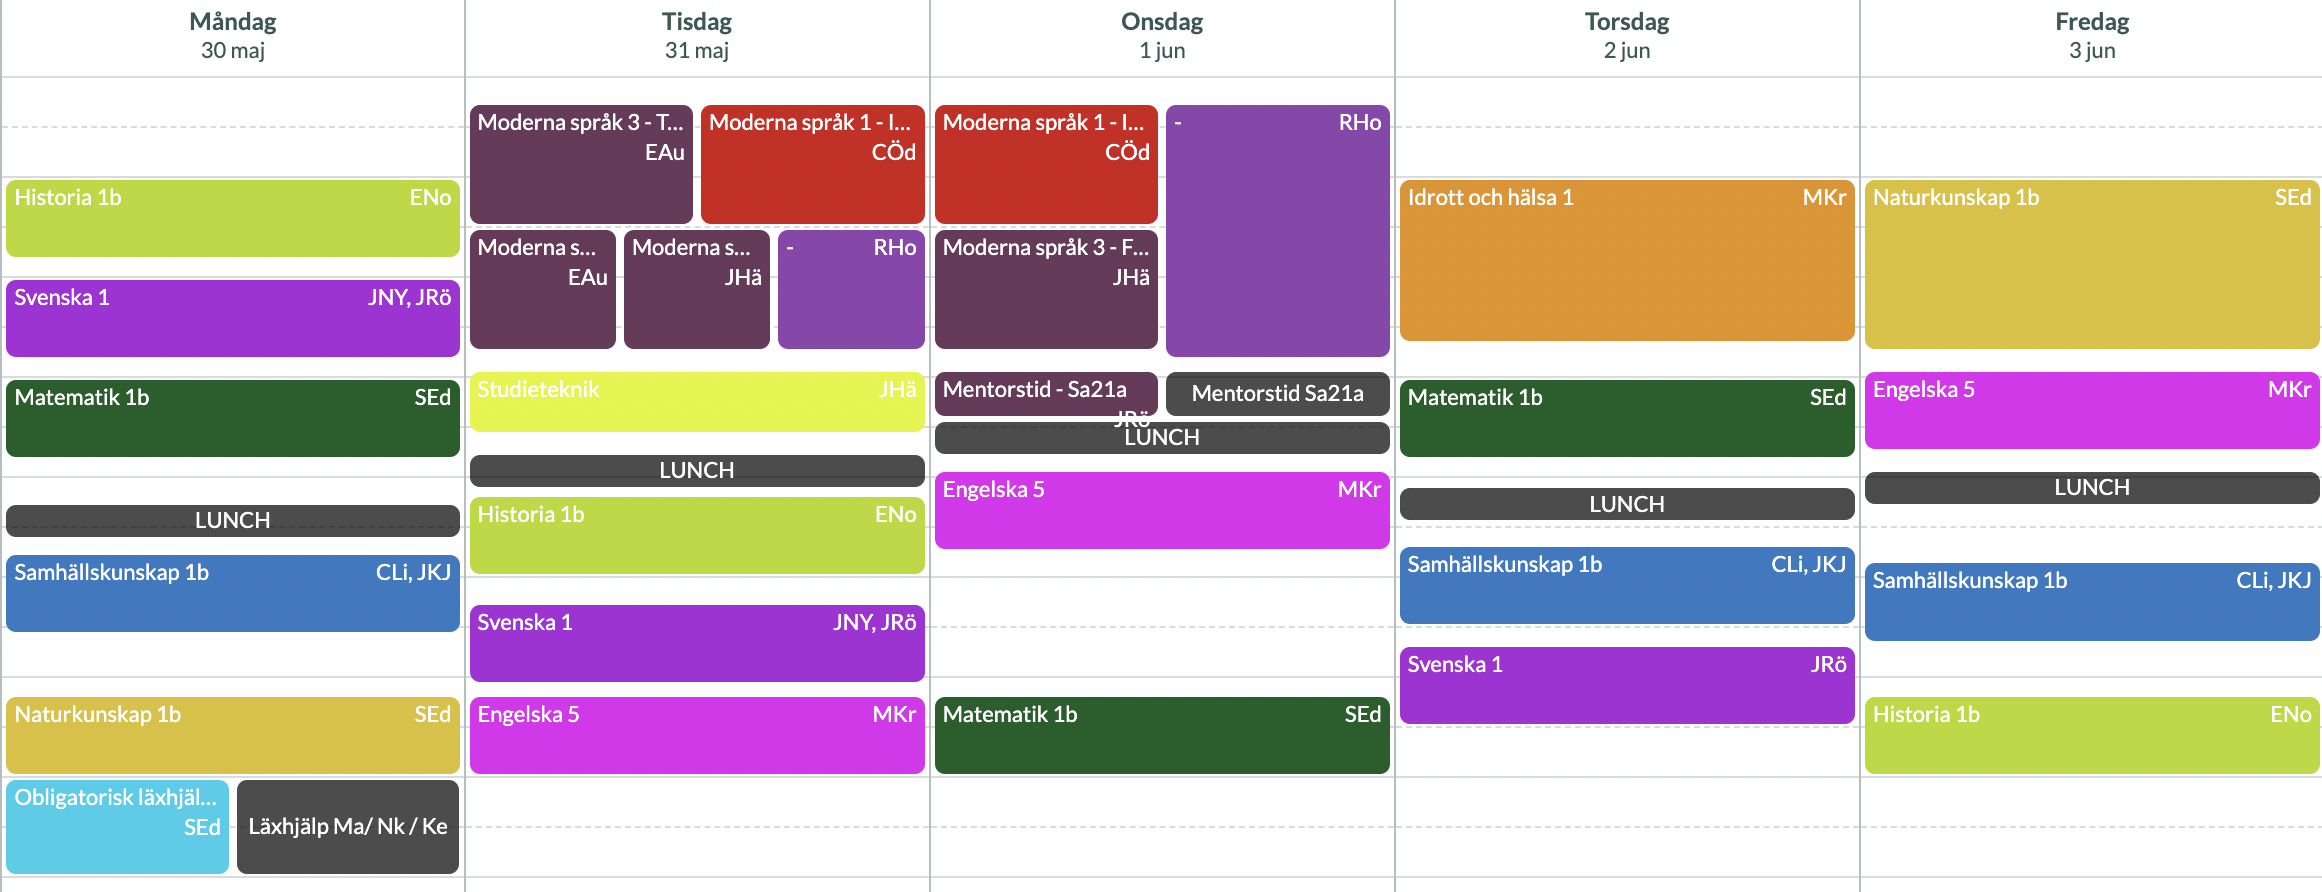 Måndag
30 maj
Tisdag
31 maj
Onsdag
1 jun
Torsdag
2 jun
Fredag
3 jun
Historia 1b ENo
Svenska 1 JNY, JRö
Matematik 1b SEd
LUNCH
Samhällskunskap 1b CLi, JKJ
Naturkunskap 1b SEd
Obligatorisk läxhjäl...
SEd
Läxhjälp Ma/ Nk / Ke
Moderna språk 3 - T...
EAu
Moderna språk 1 - I...
CÖd
Moderna s...
EAu
Moderna s...
JHä
- RHo
Studieteknik JHä
LUNCH
Historia 1b ENo
Svenska 1 JNY, JRö
Engelska 5 MKr
Moderna språk 1 - I...
CÖd
- RHo
Moderna språk 3 - F...
JHä
Mentorstid - Sa21a
JRö
Mentorstid Sa21a
LUNCH
Engelska 5 MKr
Matematik 1b SEd
Idrott och hälsa 1 MKr
Matematik 1b SEd
LUNCH
Samhällskunskap 1b CLi, JKJ
Svenska 1 JRö
Naturkunskap 1b SEd
Engelska 5 MKr
LUNCH
Samhällskunskap 1b CLi, JKJ
Historia 1b ENo